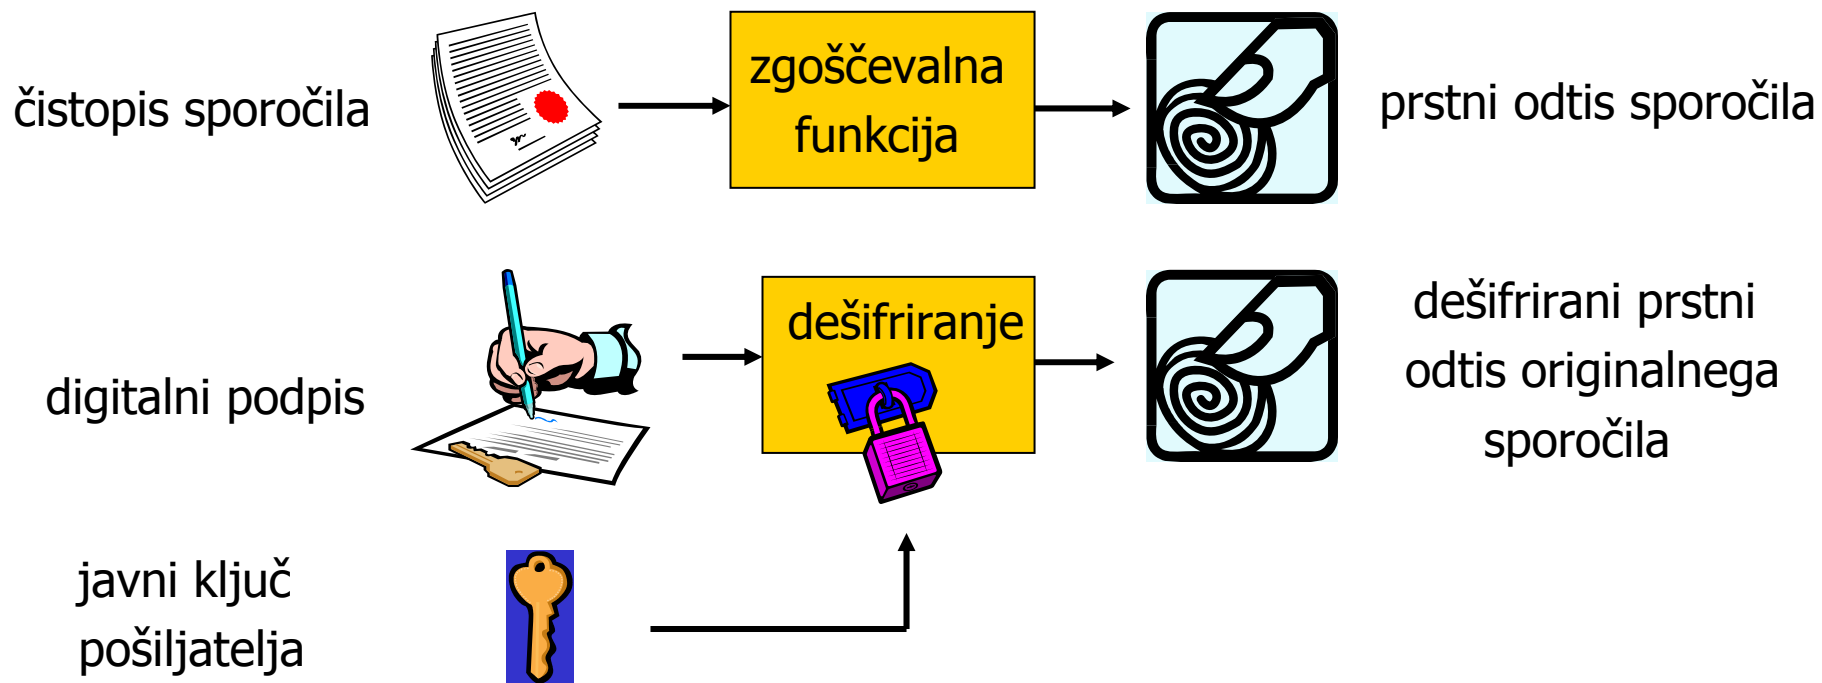 čistopis sporočila
zgoščevalna
funkcija
prstni odtis sporočila
digitalni podpis
dešifriranje
dešifrirani prstni
odtis originalnega
sporočila
javni ključ
pošiljatelja